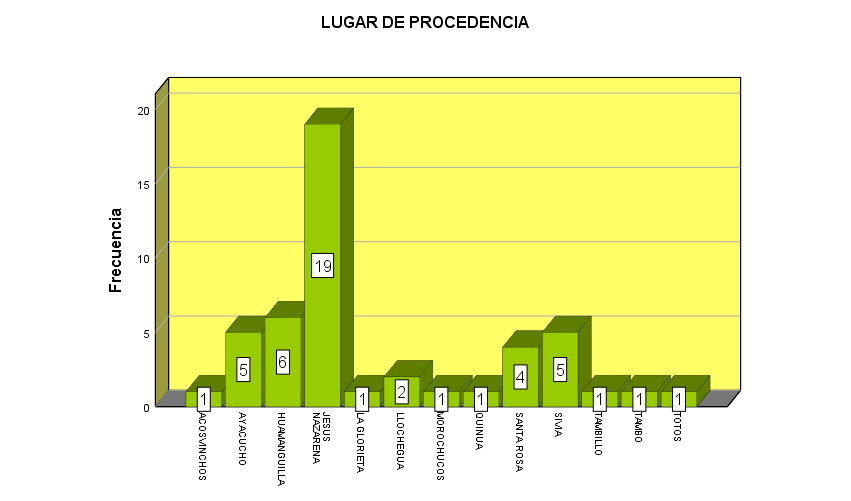 LUGAR DE PROCEDENCIA
Frecuencia
20
15
10
5
0
1
5
6
19
1
2
1
1
4
5
1
1
1
ACOSVINCHOS
AYACUCHO
HUAMANGUILLA
JESUS
NAZARENA
LA GLORIETA
LLOCHEGUA
MOROCHUCOS
QUINUA
SANTA ROSA
SIVIA
TAMBILLO
TAMBO
TOTOS